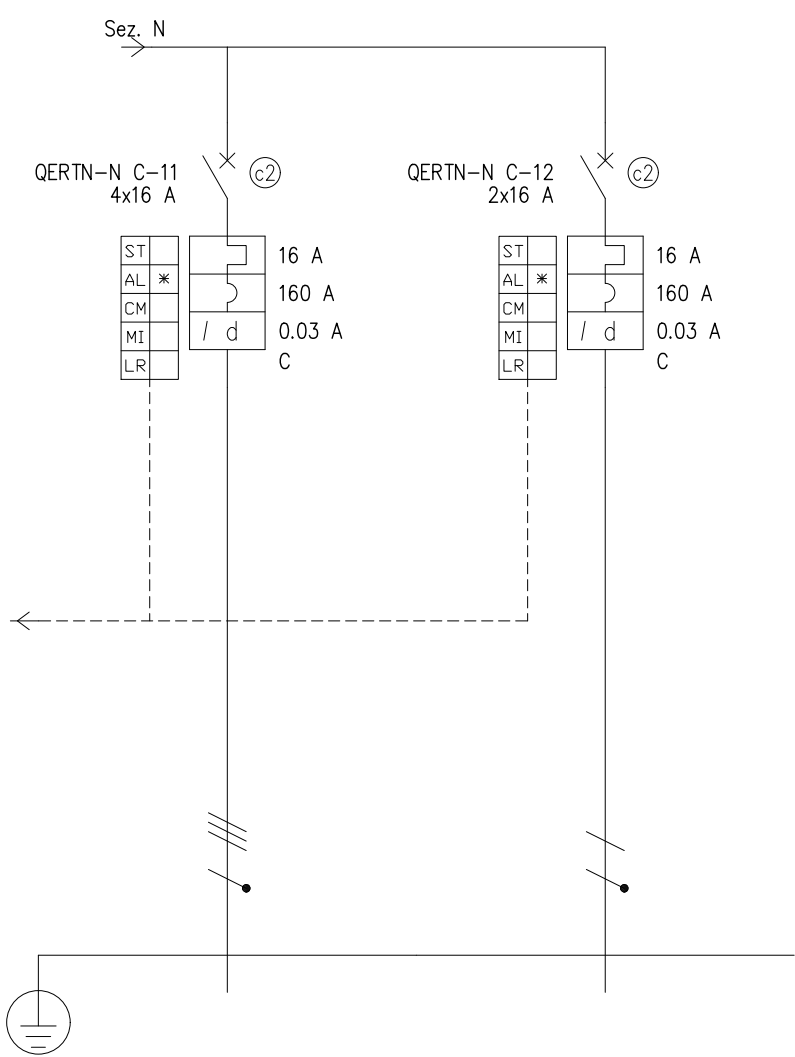 Sez. N
QERTN-N C-11
4x16 A
c2
ST
AL *
CM
MI
LR
I d
16 A
160 A
0.03 A
C
QERTN-N C-12
2x16 A
c2
ST
AL *
CM
MI
LR
I d
16 A
160 A
0.03 A
C